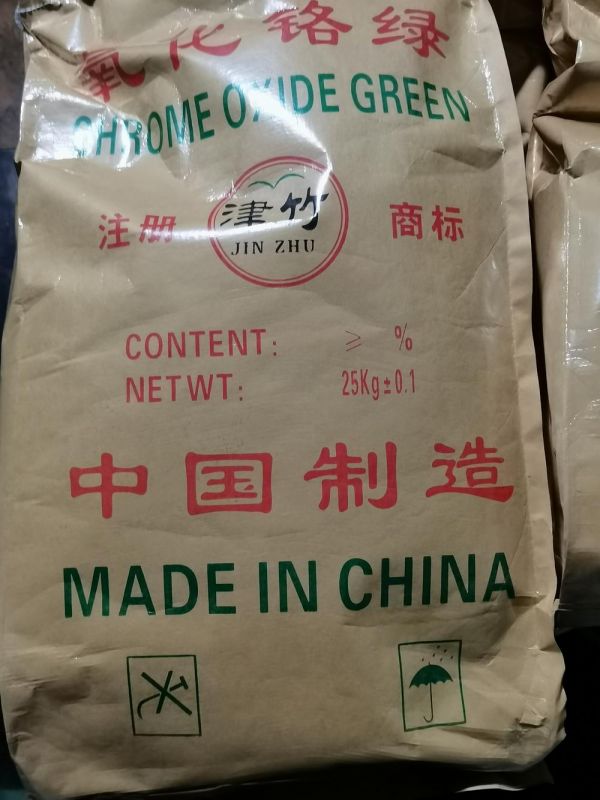 氧化铬绿
CHROME OXIDE GREEN
注册 津竹 商标
JIN ZHU
CONTENT: ≥ %
NETWT: 25Kg±0.1
中国制造
MADE IN CHINA